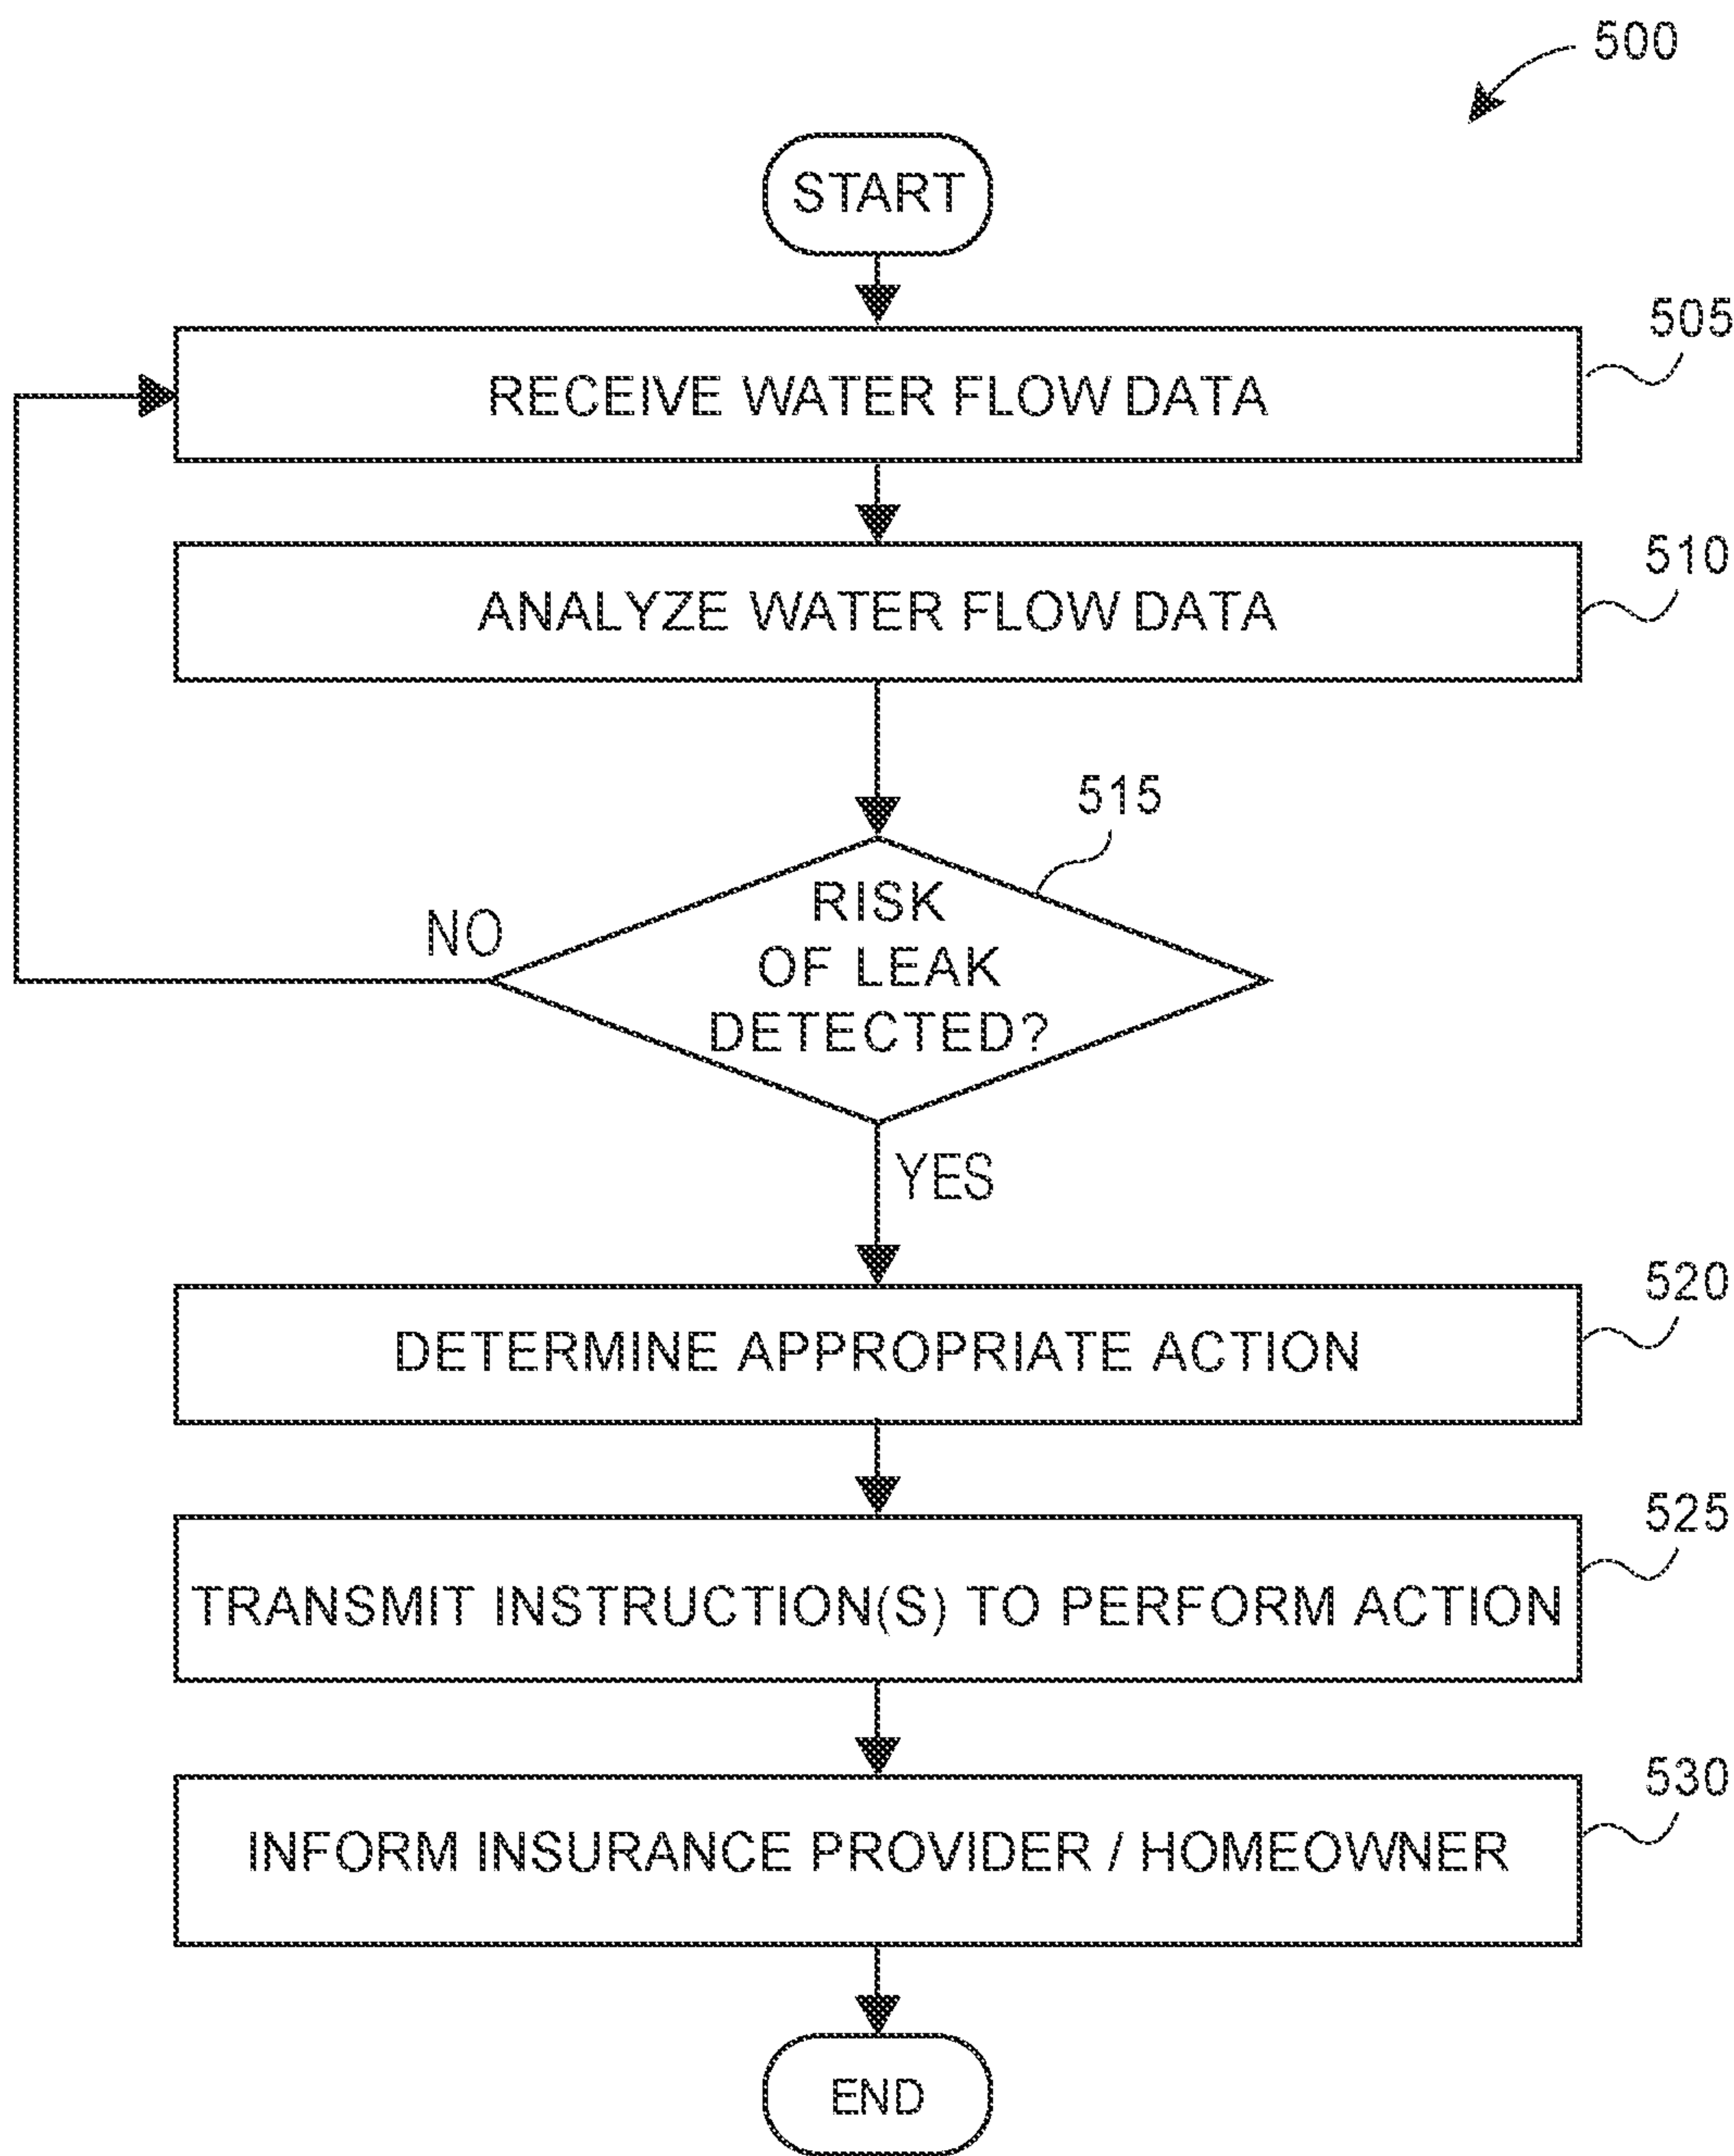 500
START
505
RECEIVE WATER FLOW DATA
510
ANALYZE WATER FLOW DATA
515
RISK
OF LEAK
DETECTED?
NO
YES
520
DETERMINE APPROPRIATE ACTION
525
TRANSMIT INSTRUCTION(S) TO PERFORM ACTION
530
INFORM INSURANCE PROVIDER / HOMEOWNER
END